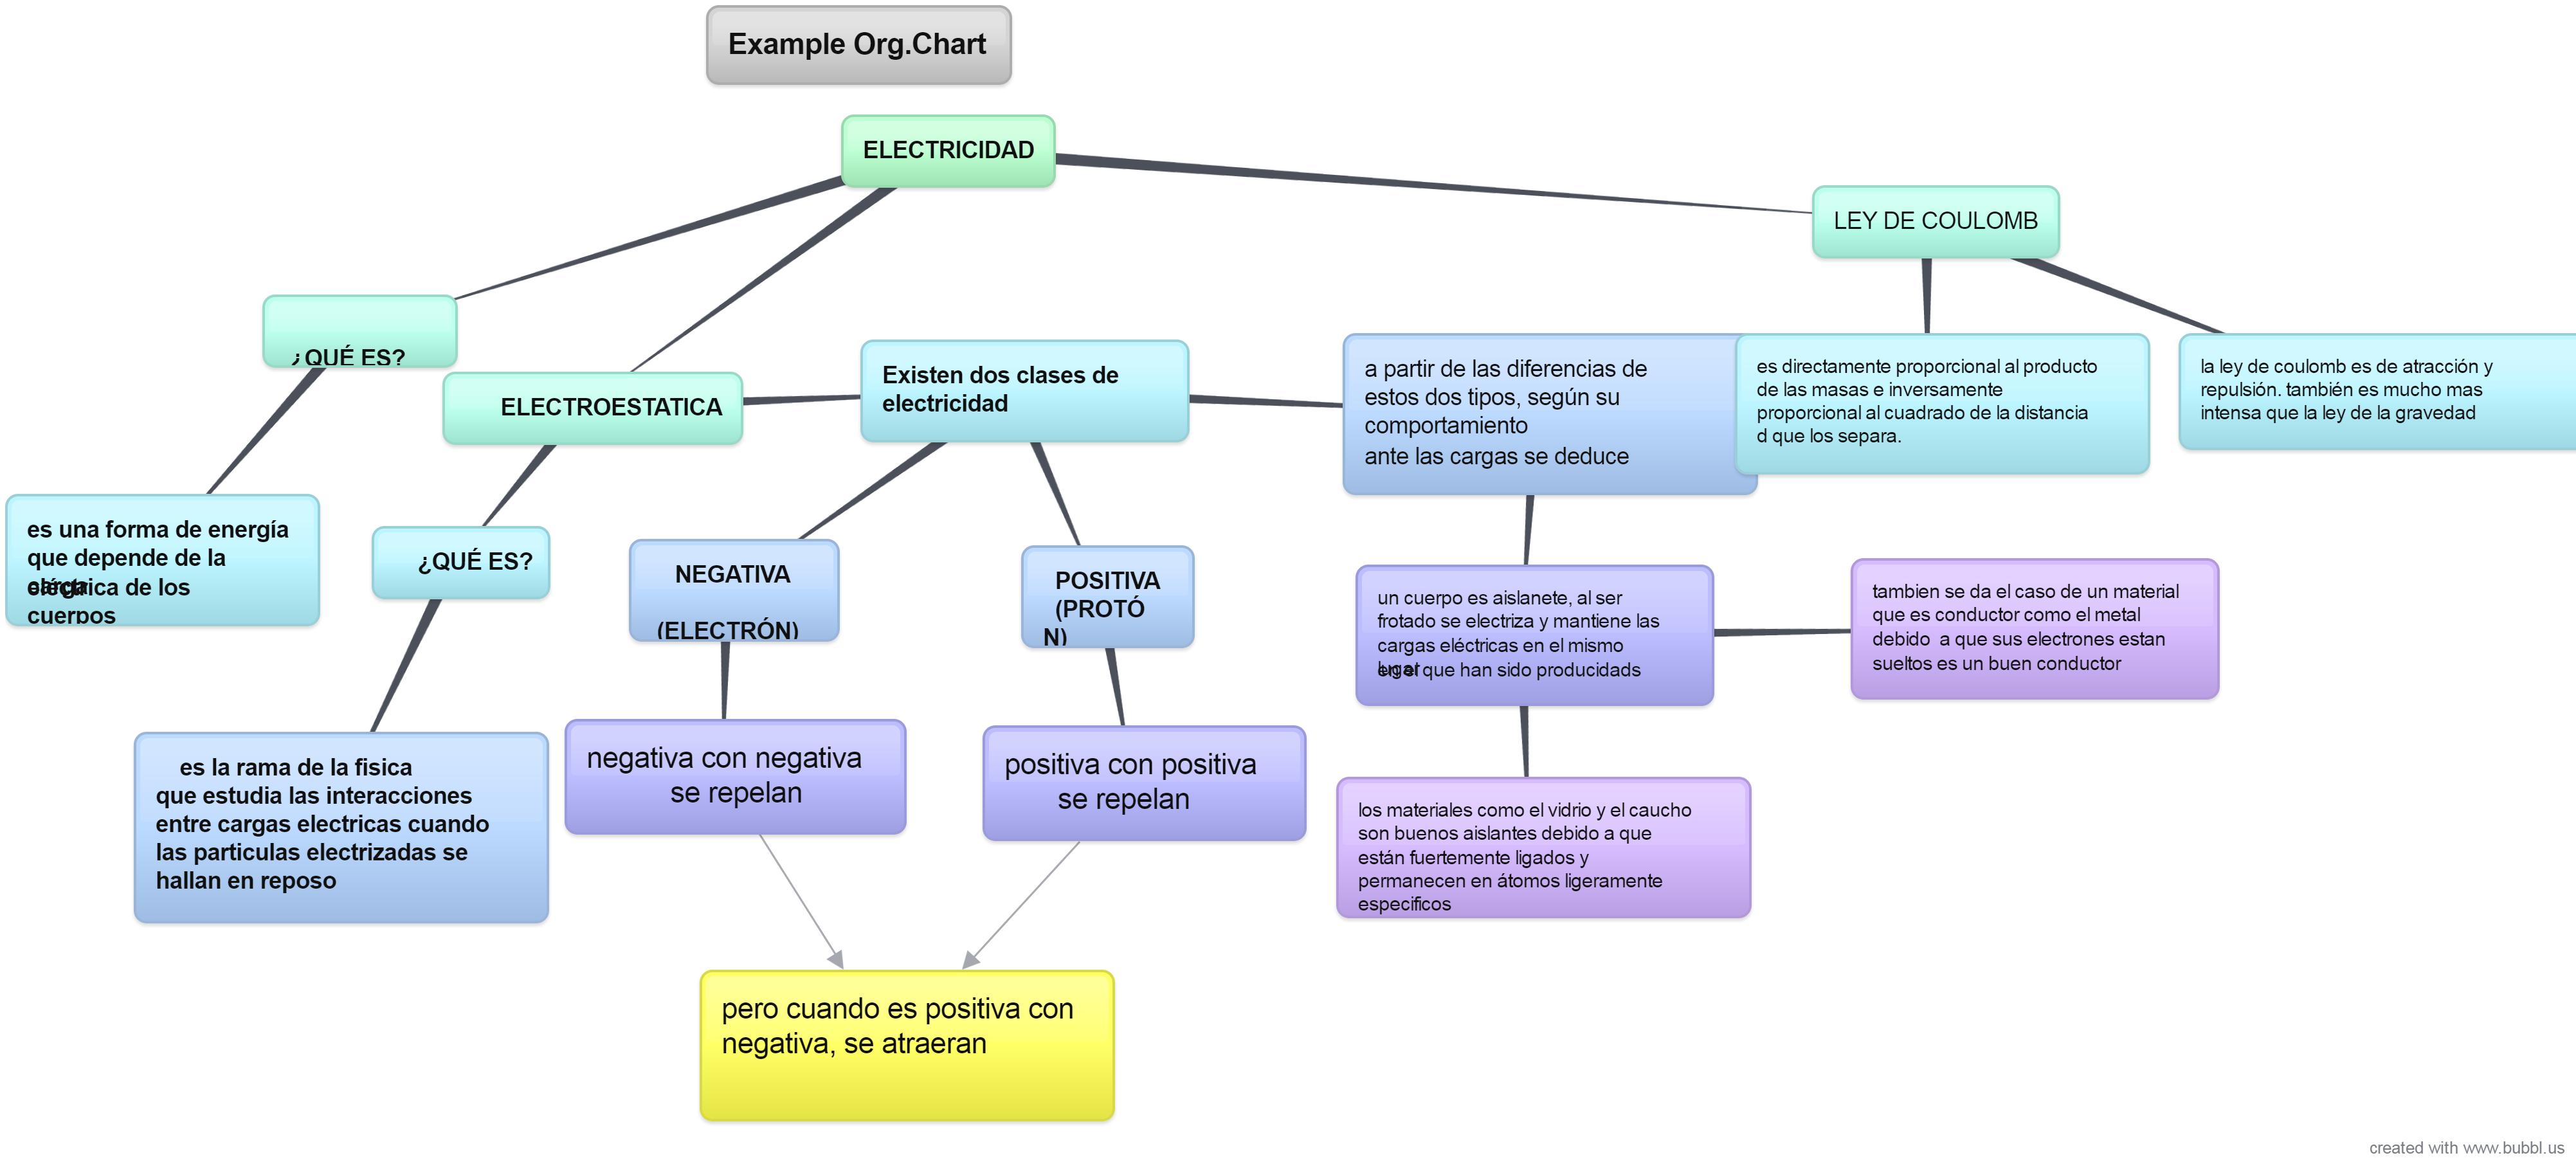 Example Org.Chart
ELECTRICIDAD
LEY DE COULOMB
¿QUÉ ES?
ELECTROESTATICA
Existen dos clases de
electricidad
a partir de las diferencias de
estos dos tipos, según su
comportamiento
ante las cargas se deduce
es directamente proporcional al producto
de las masas e inversamente
proporcional al cuadrado de la distancia
d que los separa.
la ley de coulomb es de atracción y
repulsión. también es mucho mas
intensa que la ley de la gravedad
es una forma de energía
que depende de la
carga
eléctrica de los
cuerpos
¿QUÉ ES?
NEGATIVA
(ELECTRÓN)
POSITIVA
(PROTÓ
N)
un cuerpo es aislanete, al ser
frotado se electriza y mantiene las
cargas eléctricas en el mismo
lugar
en el que han sido producidads
tambien se da el caso de un material
que es conductor como el metal
debido  a que sus electrones estan
sueltos es un buen conductor
es la rama de la fisica
que estudia las interacciones
entre cargas electricas cuando
las particulas electrizadas se
hallan en reposo
negativa con negativa
se repelan
positiva con positiva
se repelan
los materiales como el vidrio y el caucho
son buenos aislantes debido a que
están fuertemente ligados y
permanecen en átomos ligeramente
especificos
pero cuando es positiva con
negativa, se atraeran
created with www.bubbl.us